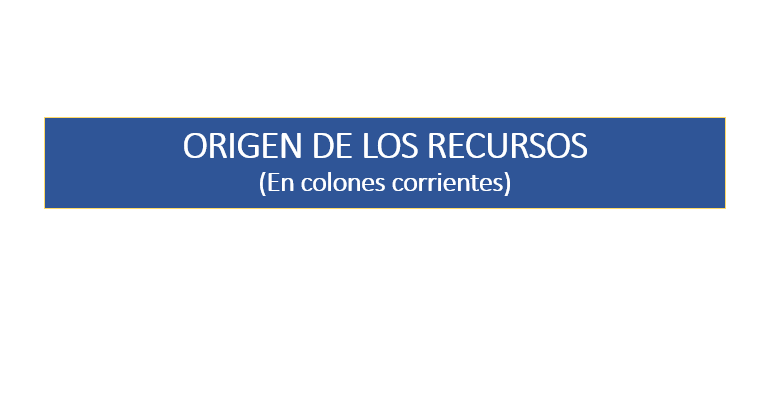 ORIGEN DE LOS RECURSOS
(En colones corrientes)